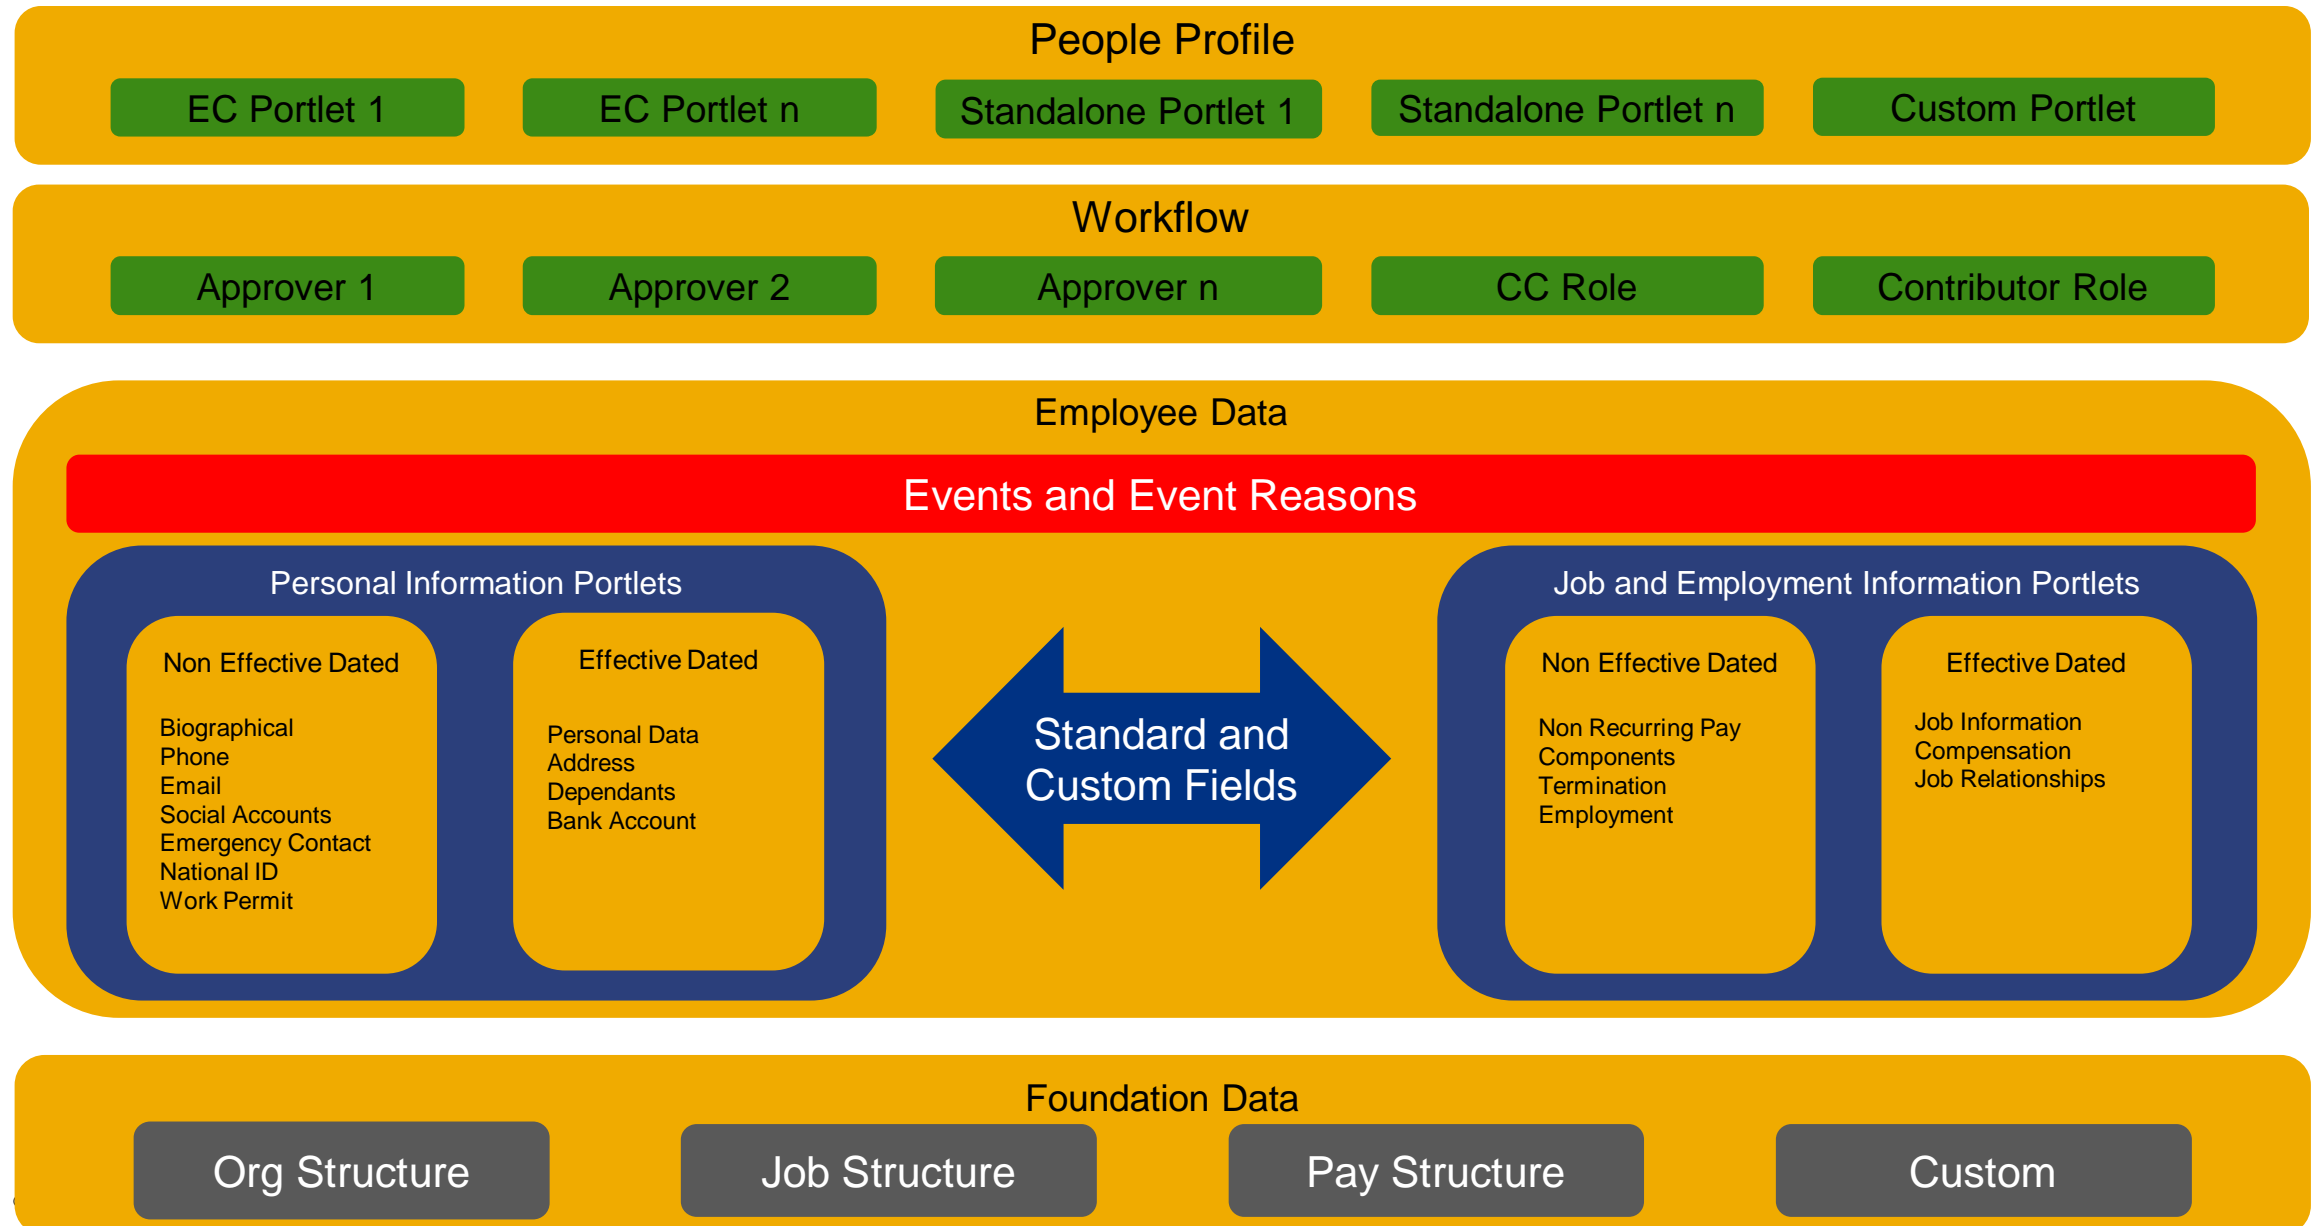 People Profile
EC Portlet 1
EC Portlet n
Standalone Portlet 1
Standalone Portlet n
Custom Portlet
Workflow
Approver 1
Approver 2
Approver n
CC Role
Contributor Role
Employee Data
Events and Event Reasons
Personal Information Portlets
Non Effective Dated
Biographical
Phone
Email
Social Accounts
Emergency Contact
National ID
Work Permit
Effective Dated
Personal Data
Address
Dependants
Bank Account
Standard and
Custom Fields
Job and Employment Information Portlets
Non Effective Dated
Non Recurring Pay
Components
Termination
Employment
Effective Dated
Job Information
Compensation
Job Relationships
Foundation Data
Org Structure
Job Structure
Pay Structure
Custom